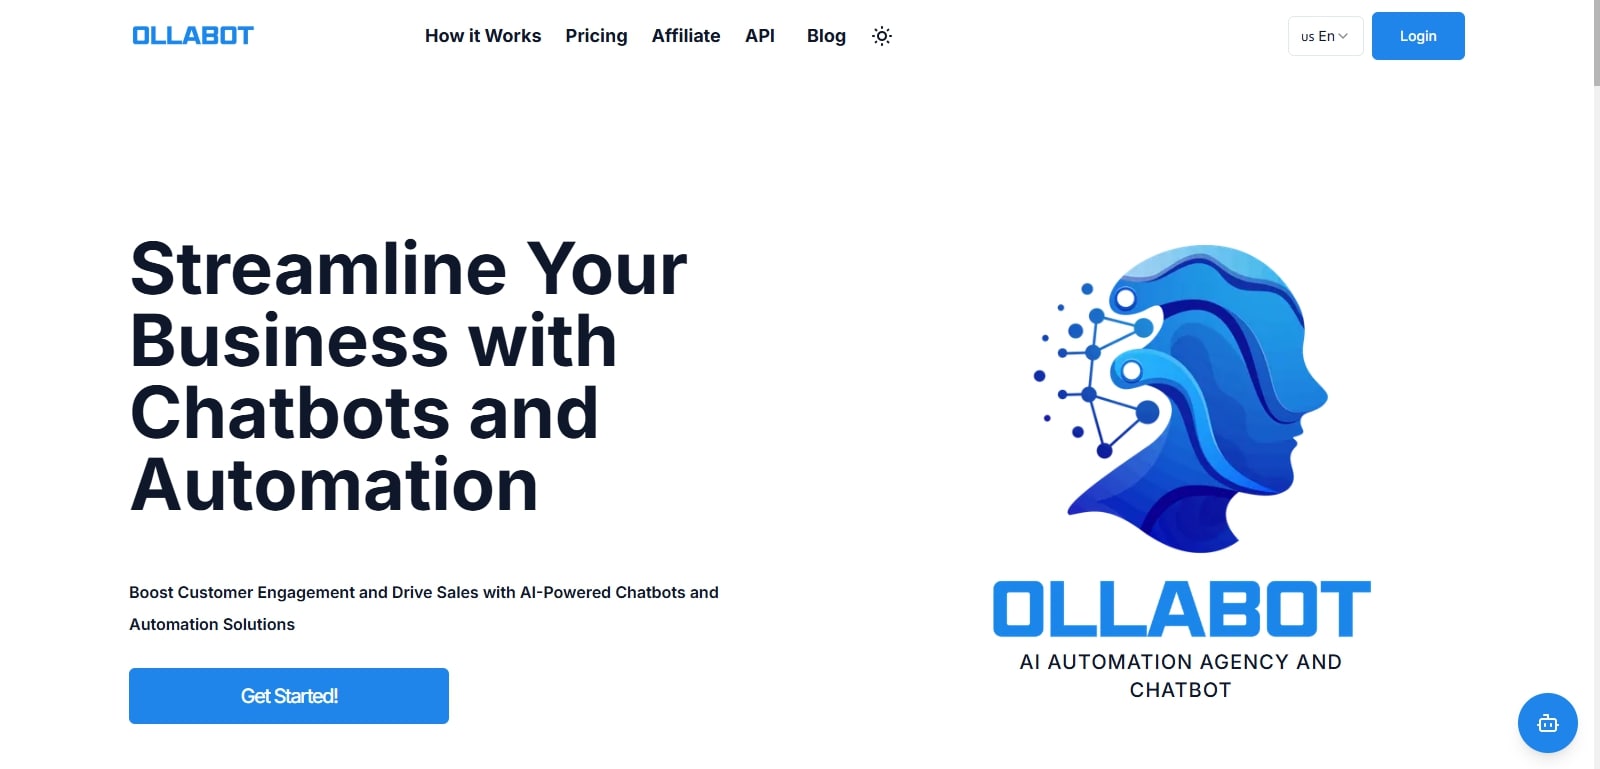 OLLABOT
How it Works
Pricing
Affiliate
API
Blog
us En
Login
Streamline Your
Business with
Chatbots and
Automation
Boost Customer Engagement and Drive Sales with AI-Powered Chatbots and
Automation Solutions
Get Started!
OLLABOT
AI AUTOMATION AGENCY AND
CHATBOT